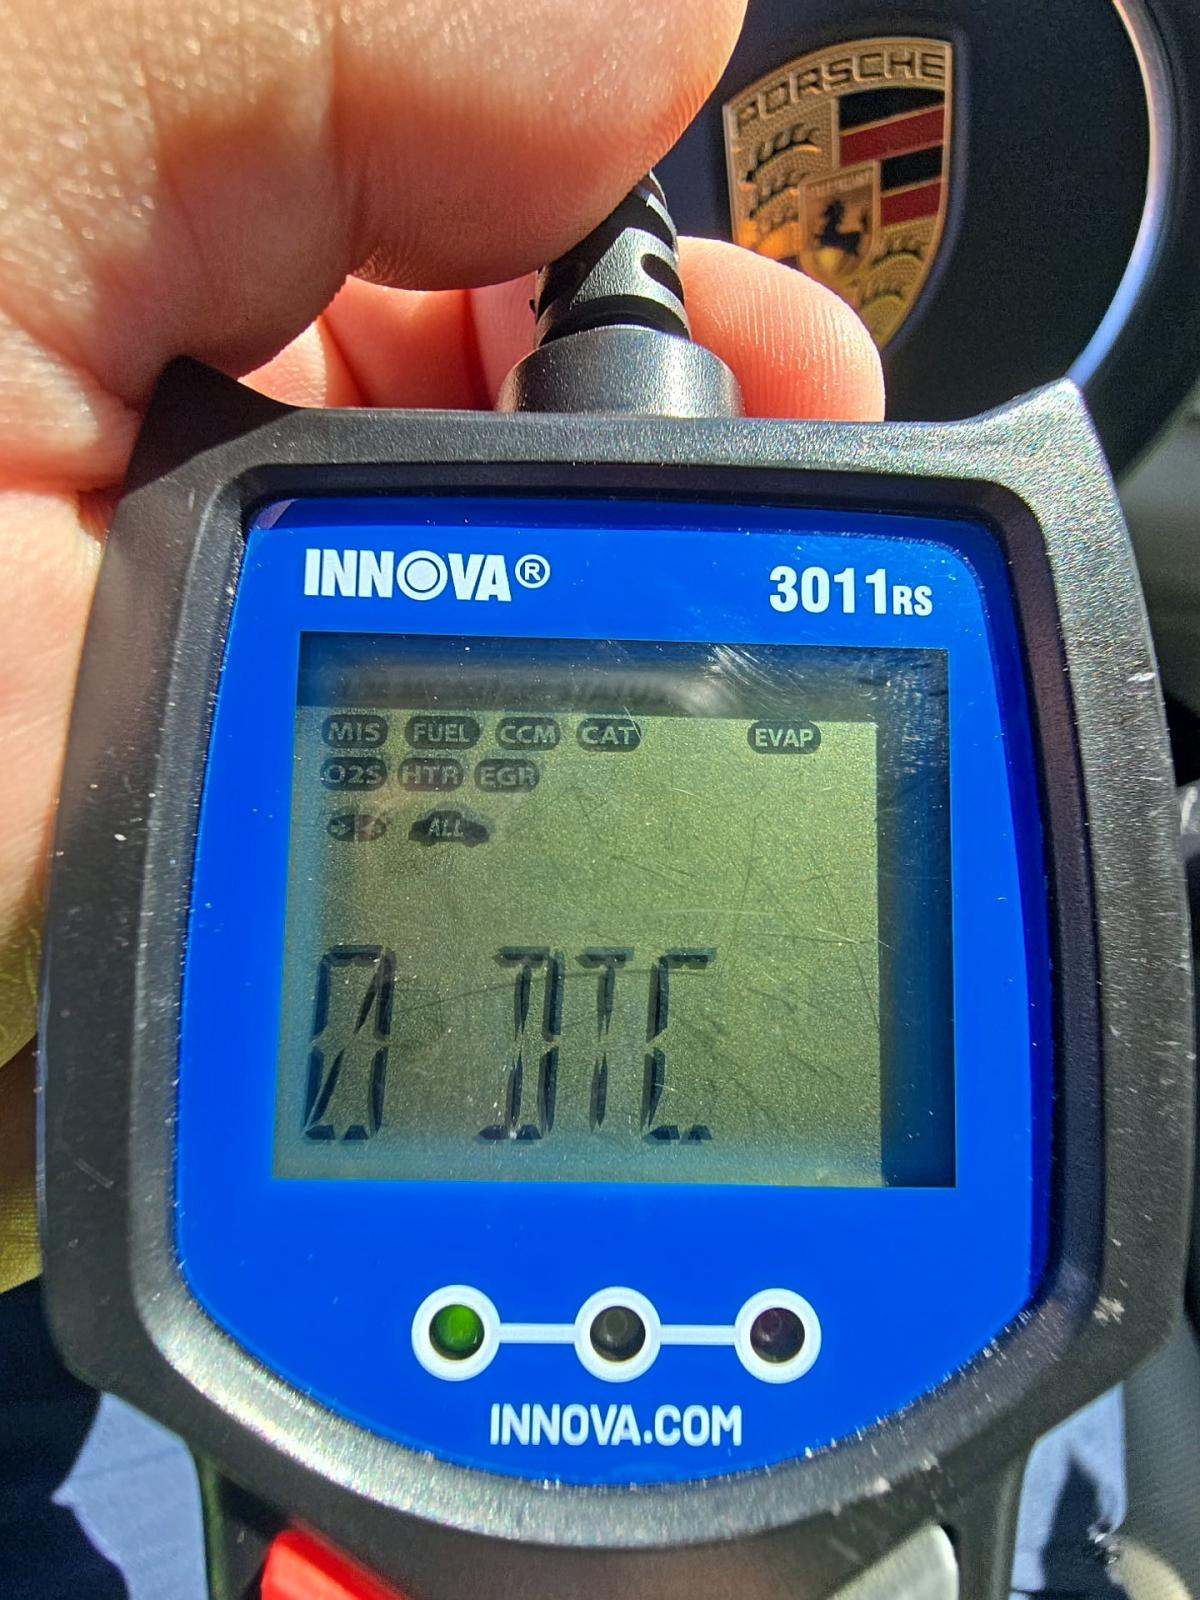 PORSCHE
INNOVA®
3011RS
MIS FUEL CCM CAT EVAP
O2S HTR EGR
ALL
0 DTC
INNOVA.COM